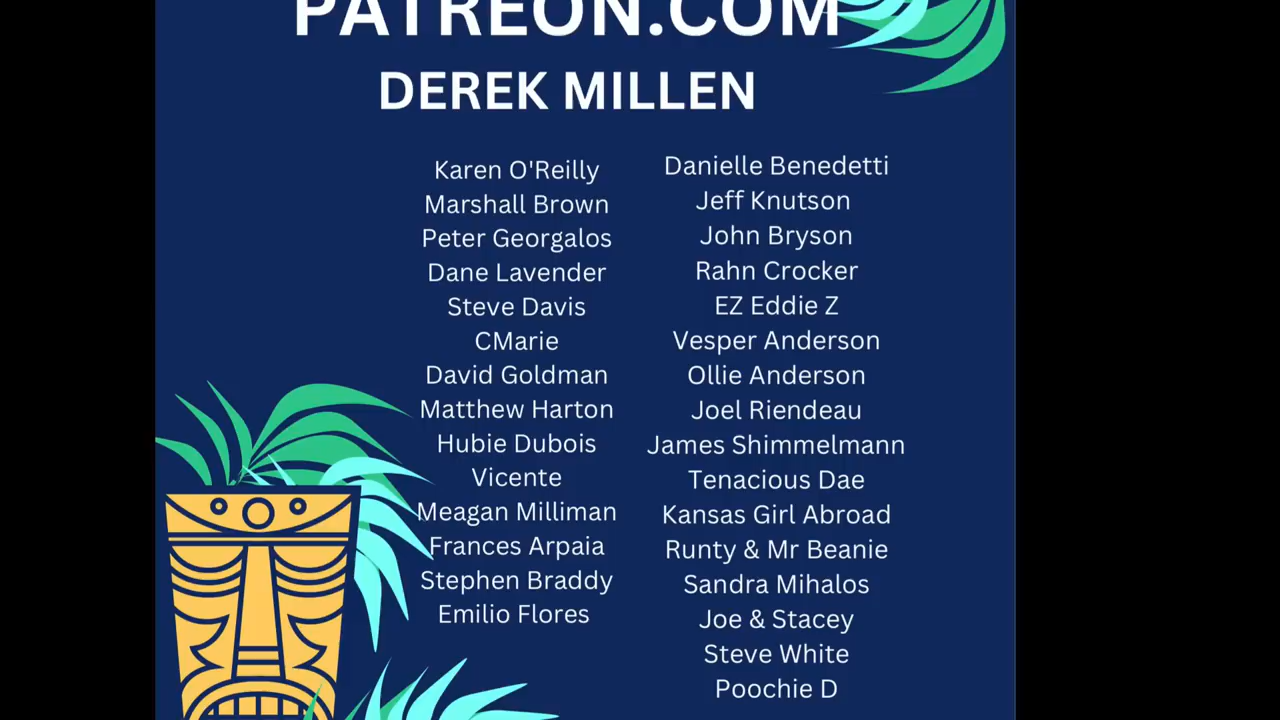 PATREON.COM
DEREK MILLEN
Karen O'Reilly
Marshall Brown
Peter Georgalos
Dane Lavender
Steve Davis
CMarie
David Goldman
Matthew Harton
Hubie Dubois
Vicente
Meagan Milliman
Frances Arpaia
Stephen Braddy
Emilio Flores
Danielle Benedetti
Jeff Knutson
John Bryson
Rahn Crocker
EZ Eddie Z
Vesper Anderson
Ollie Anderson
Joel Riendeau
James Shimmelmann
Tenacious Dae
Kansas Girl Abroad
Runty & Mr Beanie
Sandra Mihalos
Joe & Stacey
Steve White
Poochie D